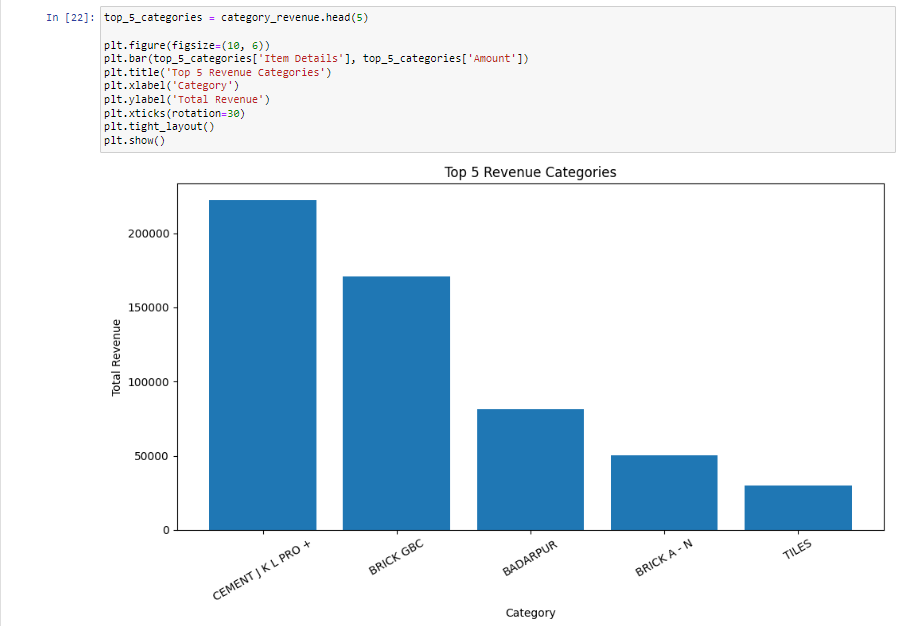 In [22]: top_5_categories = category_revenue.head(5)
plt.figure(figsize=(10, 6))
plt.bar(top_5_categories['Item Details'], top_5_categories['Amount'])
plt.title('Top 5 Revenue Categories')
plt.xlabel('Category')
plt.ylabel('Total Revenue')
plt.xticks(rotation=30)
plt.tight_layout()
plt.show()
Top 5 Revenue Categories
Total Revenue
200000
150000
100000
50000
0
CEMENT J K L PRO +
BRICK GBC
BADARPUR
BRICK A - N
TILES
Category